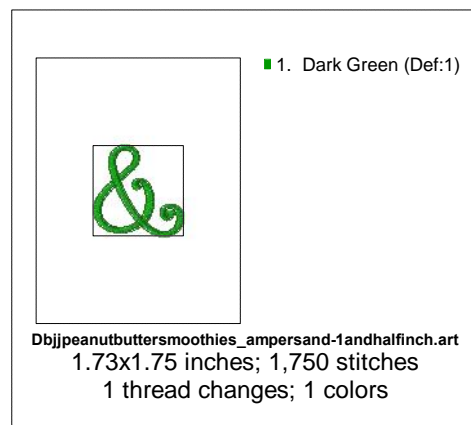 1. Dark Green (Def:1)
&
Dbjjpeanutbuttersmoothies_ampersand-1andhalfinch.art
1.73x1.75 inches; 1,750 stitches
1 thread changes; 1 colors